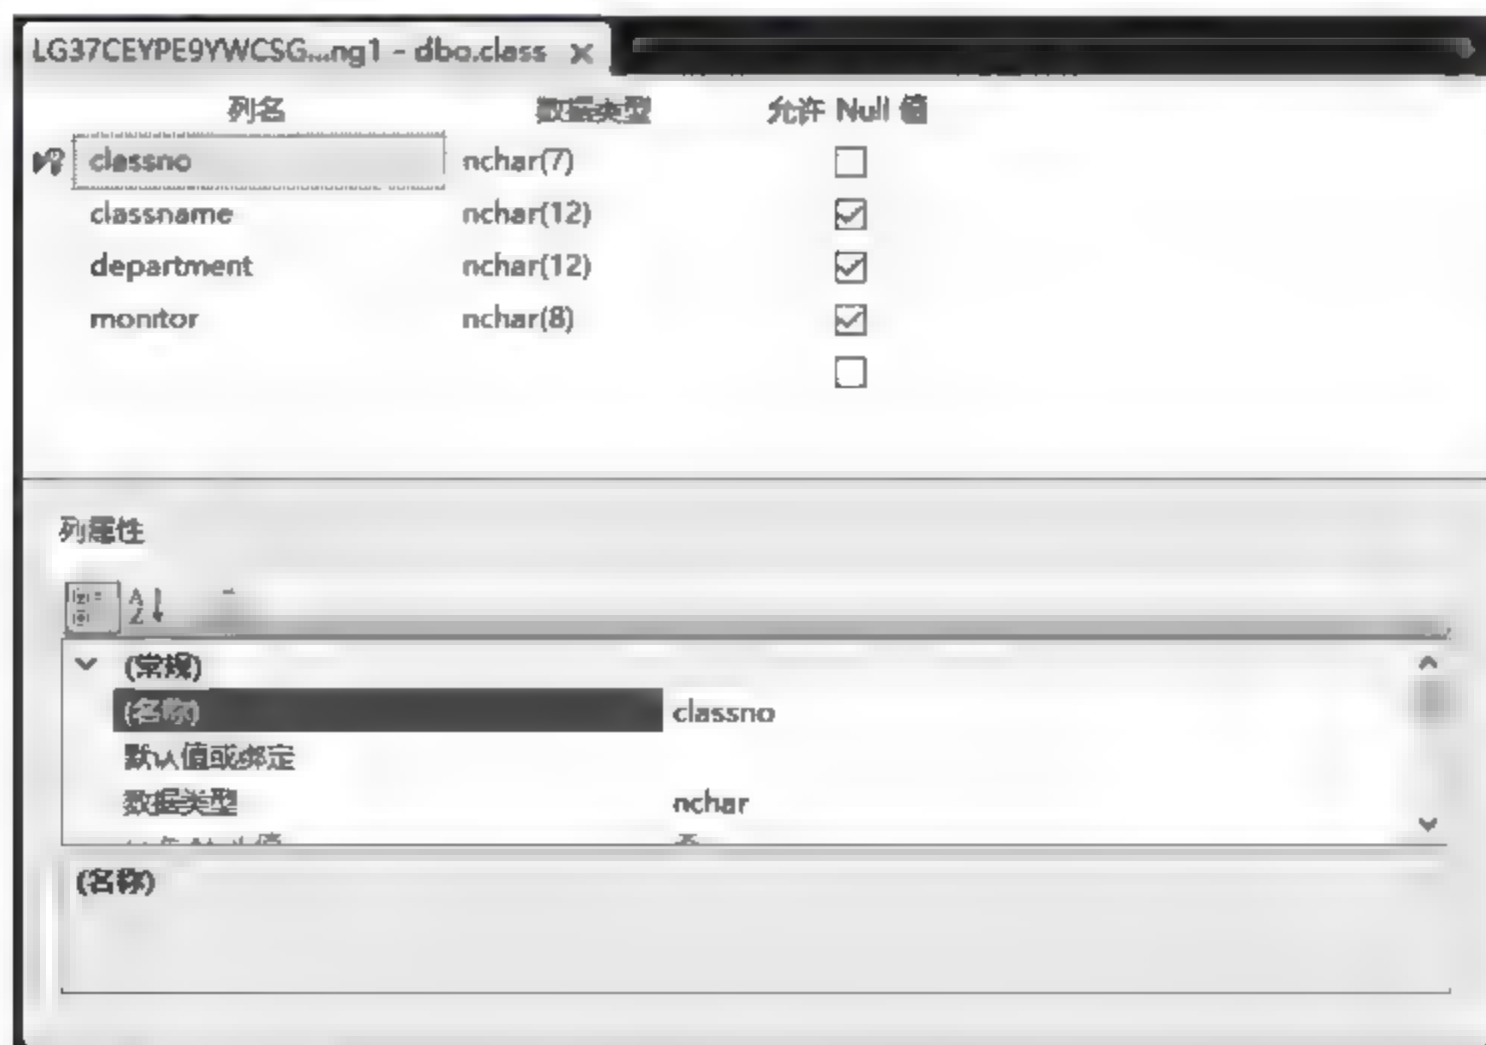 LG37CEYPE9YWCSG...ng1 - dbo.class
列名 数据类型 允许 Null 值
classno nchar(7)
classname nchar(12)
department nchar(12)
monitor nchar(8)
列属性
(常规)
(名称) classno
默认值或绑定
数据类型 nchar
(名称)